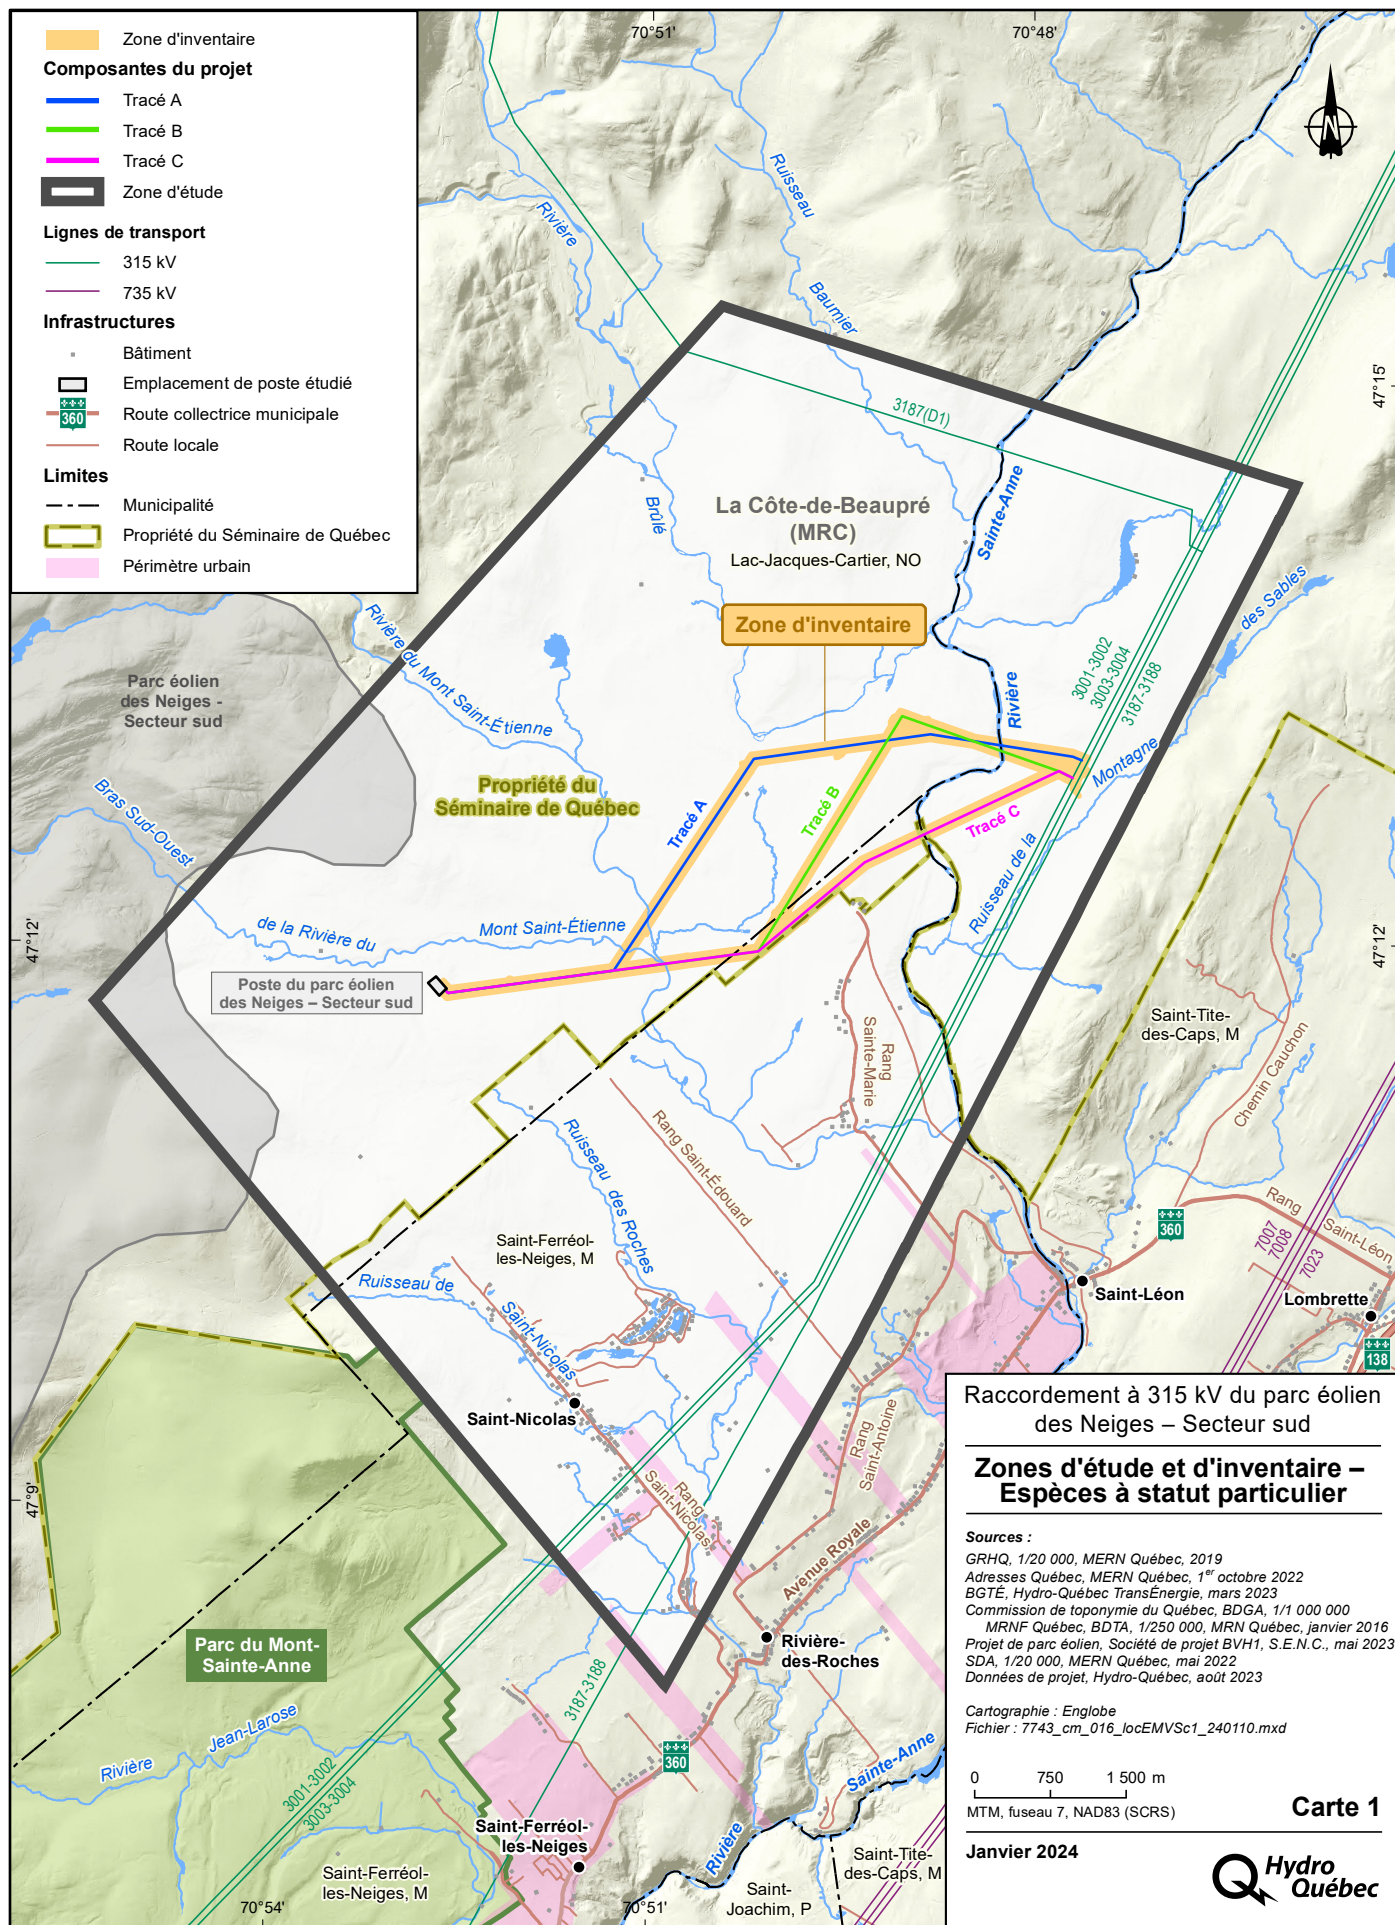 Zone d'inventaire
Composantes du projet
Tracé A
Tracé B
Tracé C
Zone d'étude
Lignes de transport
315 kV
735 kV
Infrastructures
Bâtiment
Emplacement de poste étudié
360
Route collectrice municipale
Route locale
Limites
Municipalité
Propriété du Séminaire de Québec
Périmètre urbain
70°51'
70°48'
N
Ruisseau
Baumier
Rivière
Brûlé
47°15'
3187(D1)
La Côte-de-Beaupré
(MRC)
Lac-Jacques-Cartier, NO
Sainte-Anne
Rivière
Zone d'inventaire
des Sables
Montagne
Ruisseau de la
3001-3002
3003-3004
3187-3188
Rivière du Mont Saint-Étienne
Parc éolien
des Neiges -
Secteur sud
Propriété du
Séminaire de Québec
Bras Sud-Ouest
de la Rivière du
Mont Saint-Étienne
Tracé A
Tracé B
Tracé C
47°12'
47°12'
Poste du parc éolien
des Neiges – Secteur sud
Rang
Sainte-Marie
Saint-Tite-
des-Caps, M
Chemin Cauchon
Rang Saint-Édouard
Ruisseau des Roches
Saint-Ferréol-
les-Neiges, M
Ruisseau de
Saint-Nicolas
360
Rang
Saint-Léon
7007
7008
7023
Saint-Léon
Lombrette
138
Saint-Nicolas
Rang
Saint-Nicolas
Rang
Saint-Antoine
Avenue Royale
47°9'
Parc du Mont-
Sainte-Anne
Rivière-
des-Roches
3187-3188
Rivière
Jean-Larose
3001-3002
3003-3004
360
Sainte-Anne
Rivière
Saint-Ferréol-
les-Neiges
Saint-Ferréol-
les-Neiges, M
Saint-Tite-
des-Caps, M
Saint-
Joachim, P
70°54'
70°51'
Raccordement à 315 kV du parc éolien
des Neiges – Secteur sud
Zones d'étude et d'inventaire –
Espèces à statut particulier
Sources :
GRHQ, 1/20 000, MERN Québec, 2019
Adresses Québec, MERN Québec, 1er octobre 2022
BGTÉ, Hydro-Québec TransÉnergie, mars 2023
Commission de toponymie du Québec, BDGA, 1/1 000 000
MRNF Québec, BDTA, 1/250 000, MRN Québec, janvier 2016
Projet de parc éolien, Société de projet BVH1, S.E.N.C., mai 2023
SDA, 1/20 000, MERN Québec, mai 2022
Données de projet, Hydro-Québec, août 2023
Cartographie : Englobe
Fichier : 7743_cm_016_locEMVSc1_240110.mxd
0 750 1 500 m
MTM, fuseau 7, NAD83 (SCRS)
Carte 1
Janvier 2024
Hydro
Québec